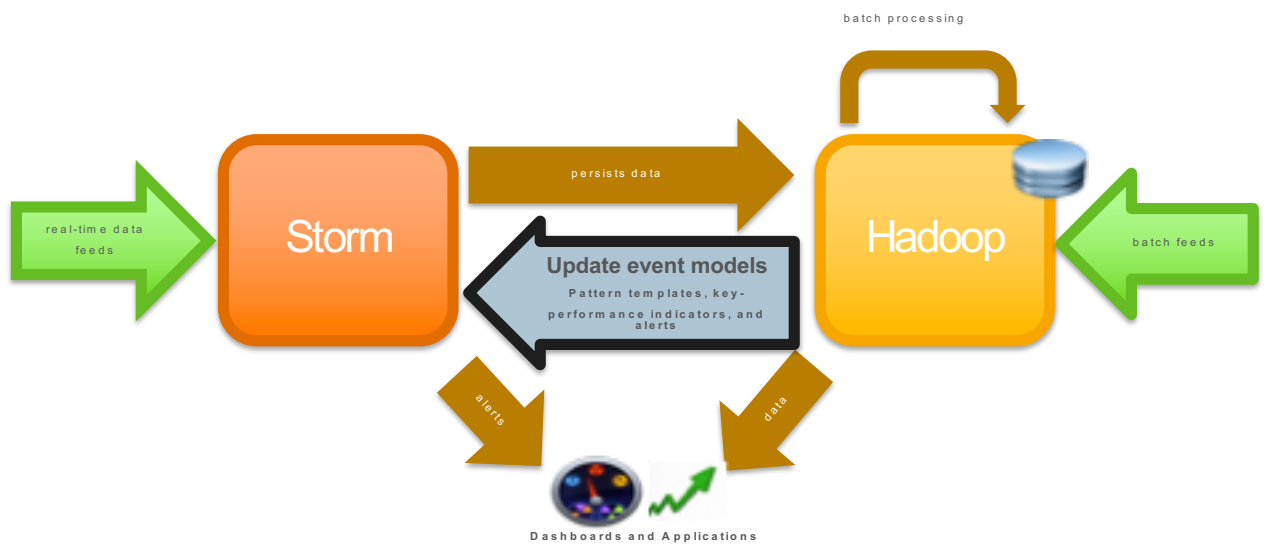 batch processing
persists data
real-time data
feeds
Storm
Hadoop
batch feeds
Update event models
Pattern templates, key-
performance indicators, and
alerts
alerts
data
Dashboards and Applications